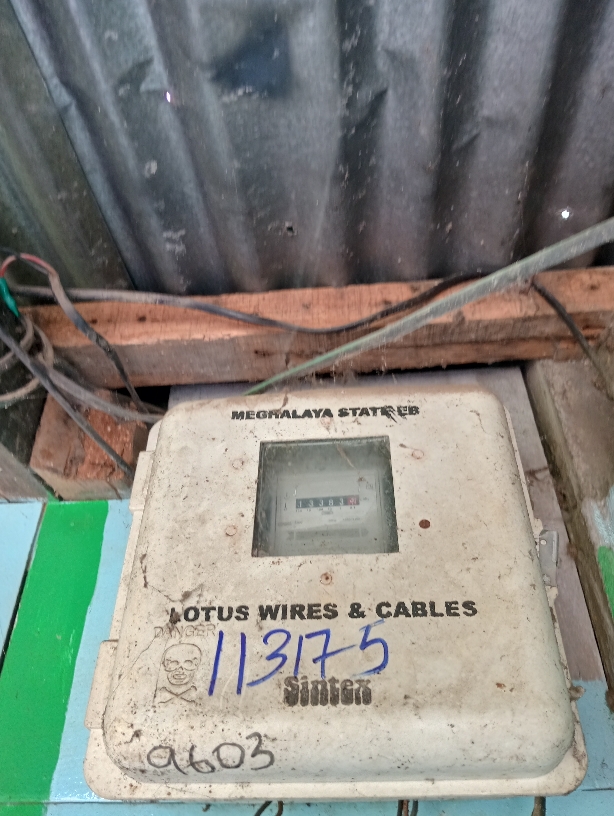 MEGHALAYA STATE EB
LOTUS WIRES & CABLES
DANGER
113175
Sintex
9603